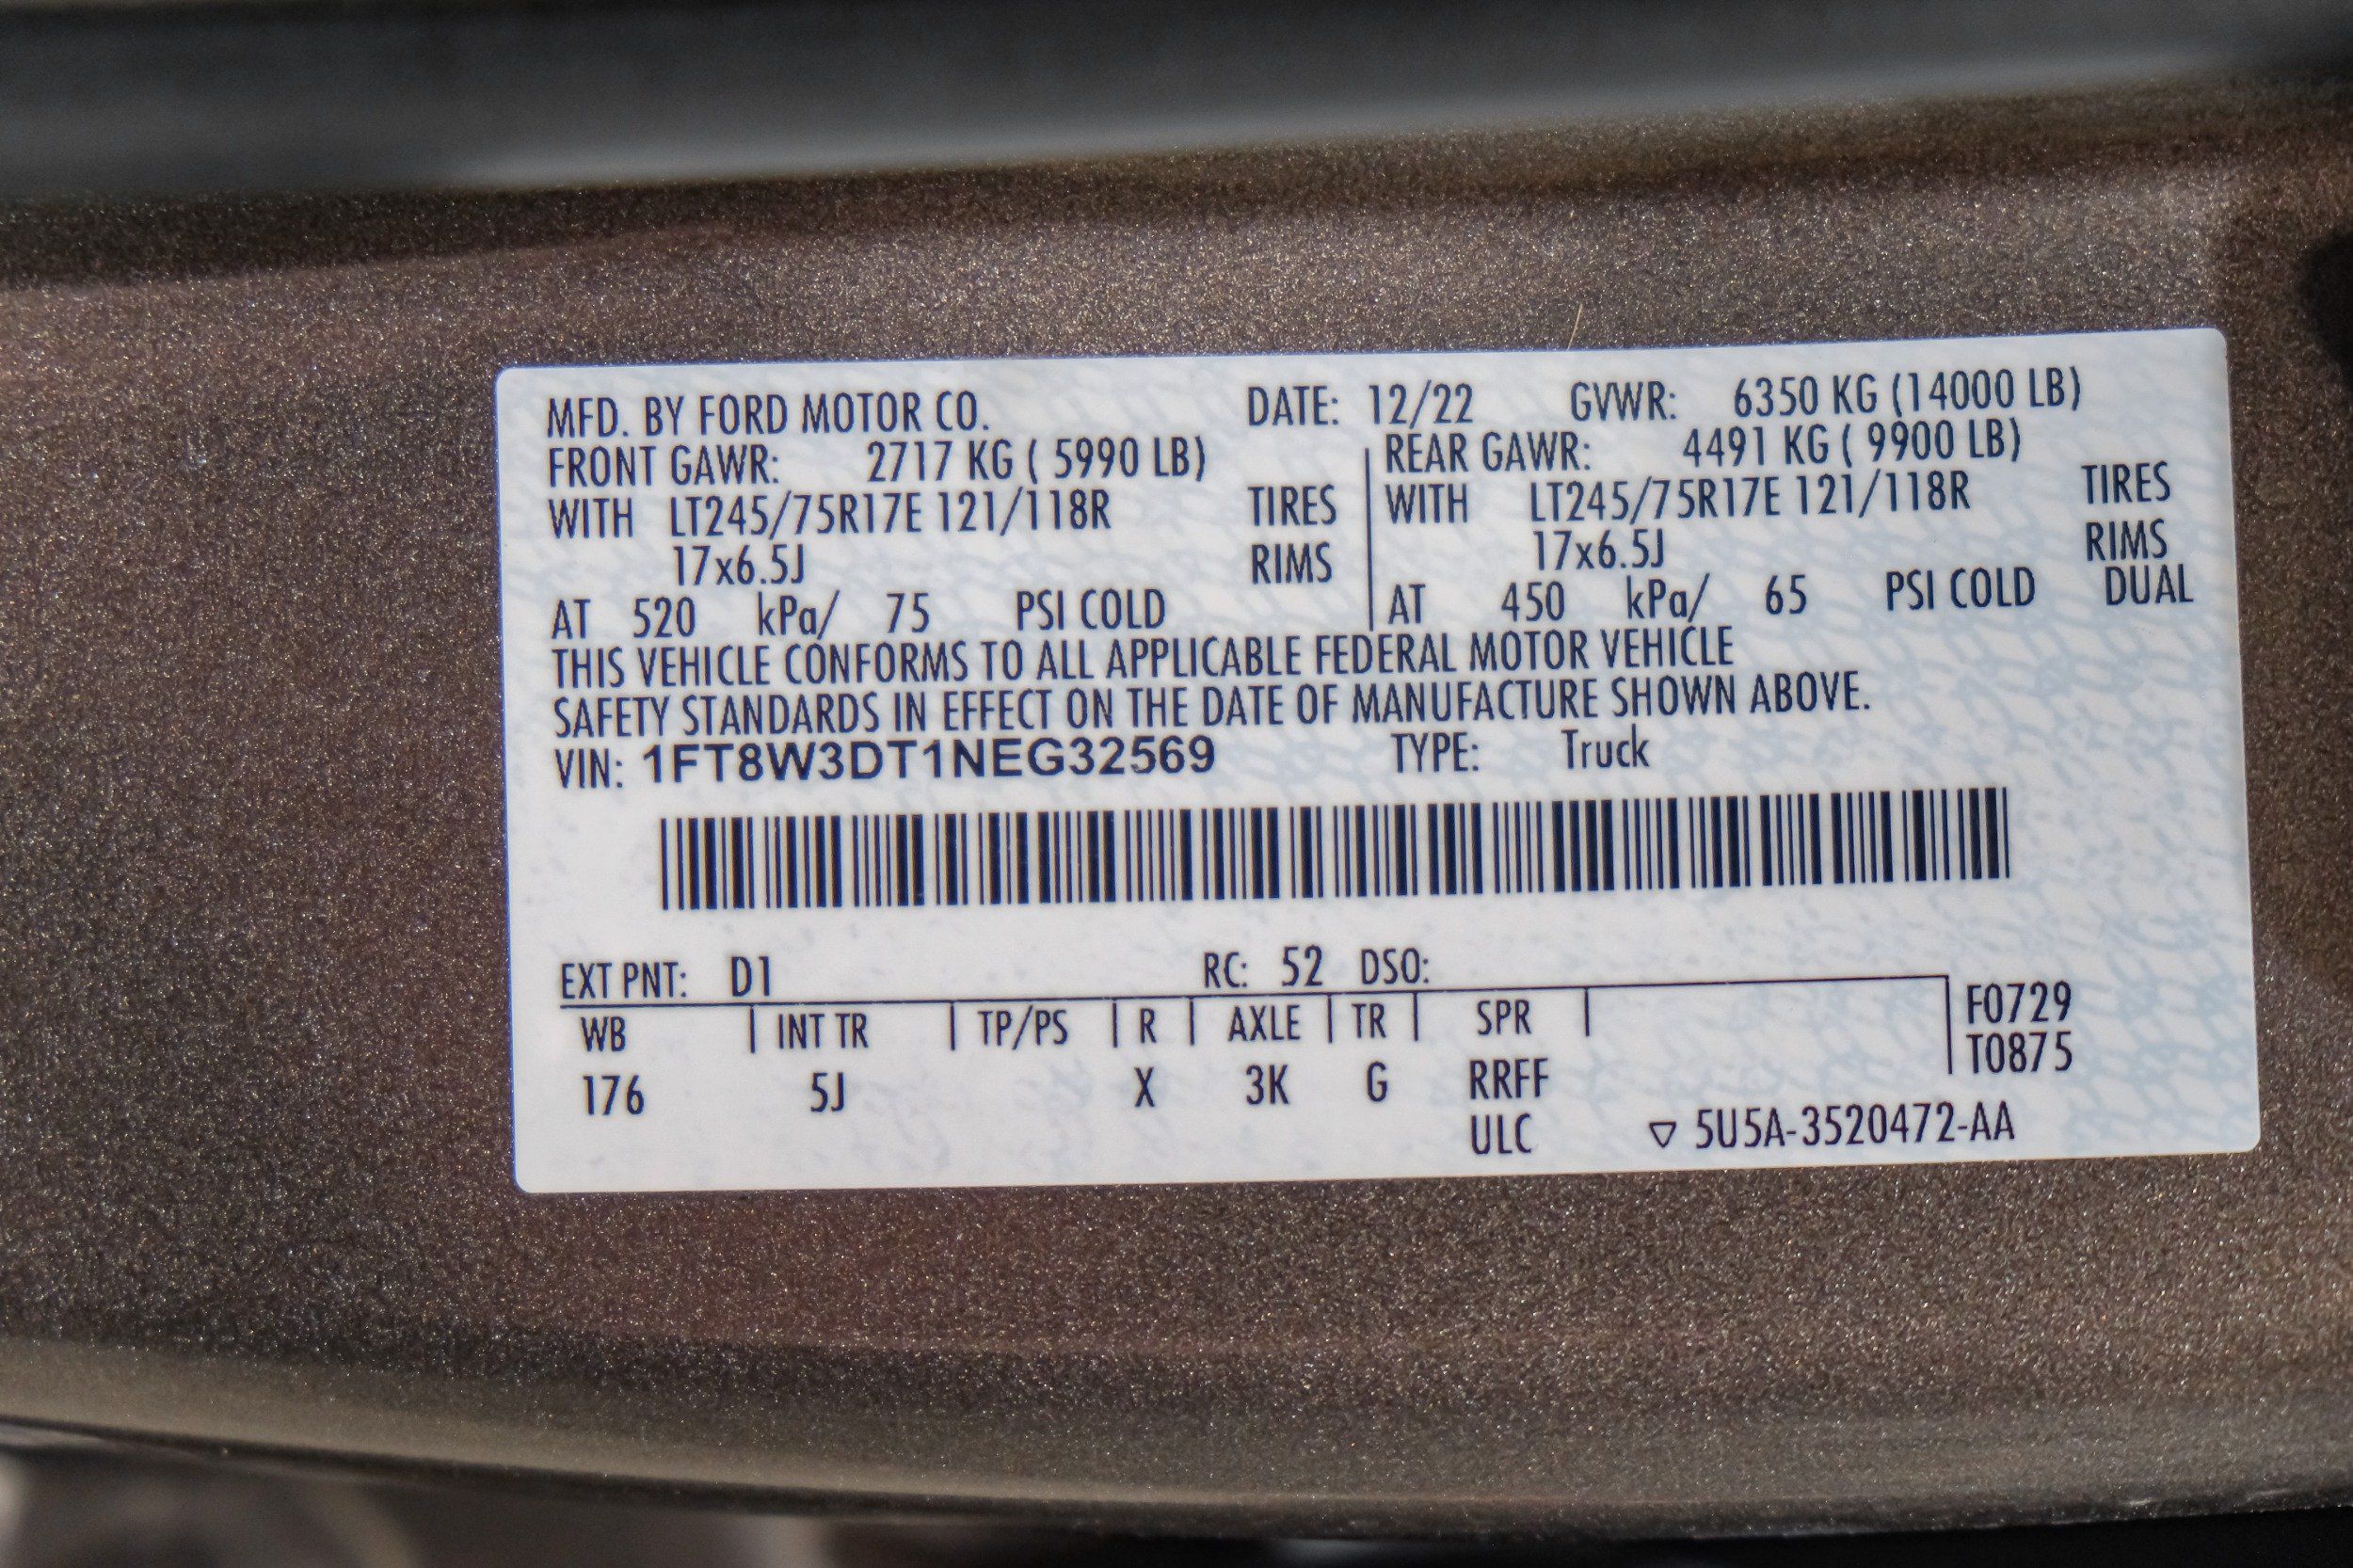 MFD. BY FORD MOTOR CO. DATE: 12/22 GVWR: 6350 KG (14000 LB)
FRONT GAWR: 2717 KG ( 5990 LB) REAR GAWR: 4491 KG ( 9900 LB)
WITH LT245/75R17E 121/118R TIRES WITH LT245/75R17E 121/118R TIRES
17x6.5J RIMS 17x6.5J RIMS
AT 520 kPa/ 75 PSI COLD AT 450 kPa/ 65 PSI COLD DUAL
THIS VEHICLE CONFORMS TO ALL APPLICABLE FEDERAL MOTOR VEHICLE
SAFETY STANDARDS IN EFFECT ON THE DATE OF MANUFACTURE SHOWN ABOVE.
VIN: 1FT8W3DT1NEG32569 TYPE: Truck
EXT PNT: D1 RC: 52 DSO:
WB INT TR TP/PS R AXLE TR SPR F0729
T0875
176 5J X 3K G RRFF
ULC ▽ 5U5A-3520472-AA